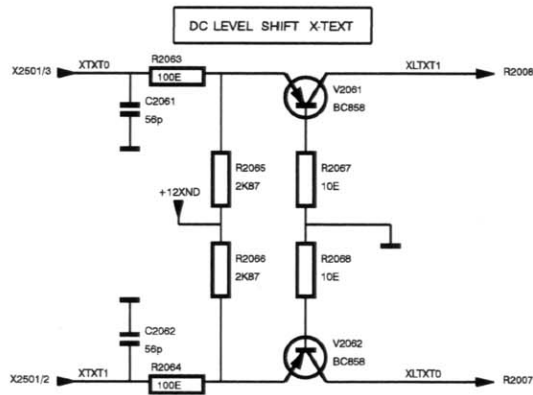 DC LEVEL SHIFT X-TEXT
X2501/3
XTXT0
R2063
100E
XLTXT1
R2006
C2061
56p
V2061
BC858
R2065
2K87
R2067
10E
+12XND
R2066
2K87
R2068
10E
C2062
56p
V2062
BC858
X2501/2
XTXT1
R2064
100E
XLTXT0
R2007